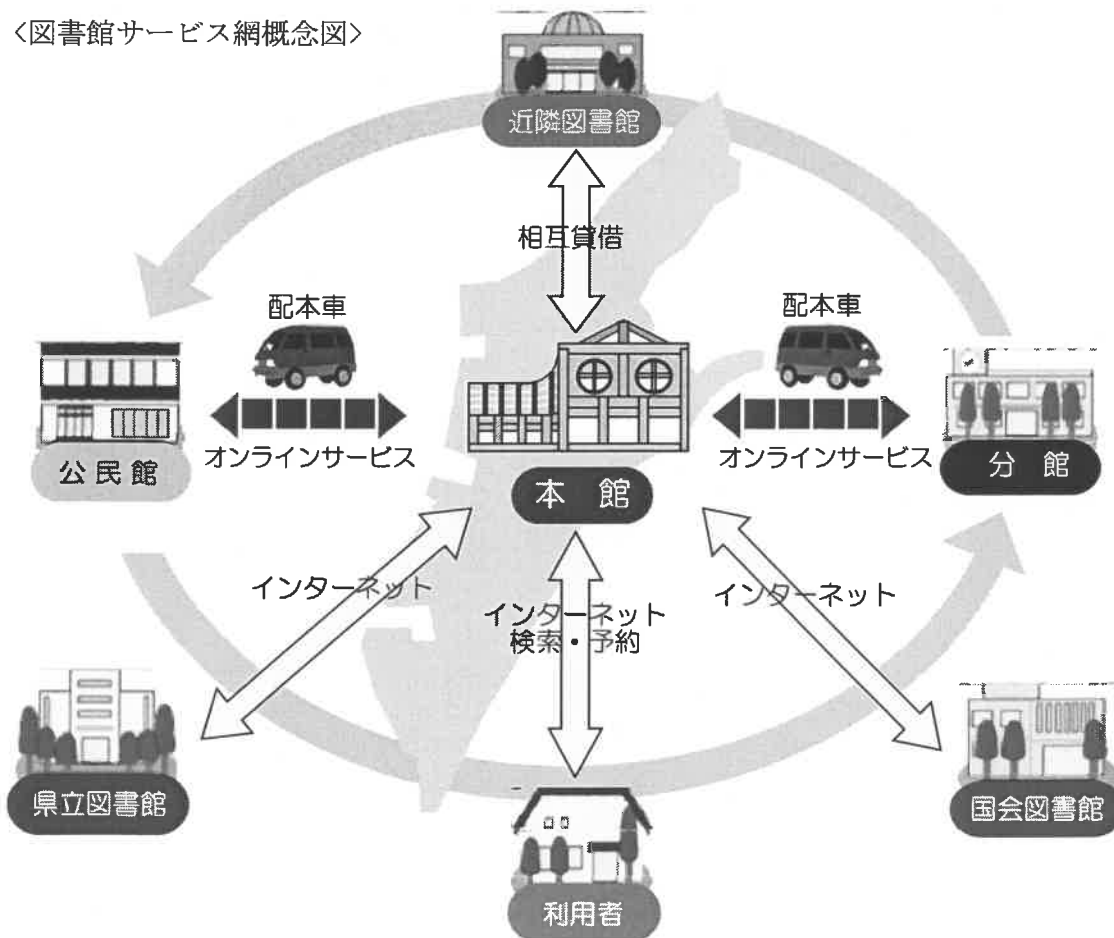 <図書館サービス網概念図>
近隣図書館
相互貸借
配本車
配本車
オンラインサービス
オンラインサービス
公民館
本館
分館
インターネット
インターネット
検索・予約
インターネット
県立図書館
国会図書館
利用者